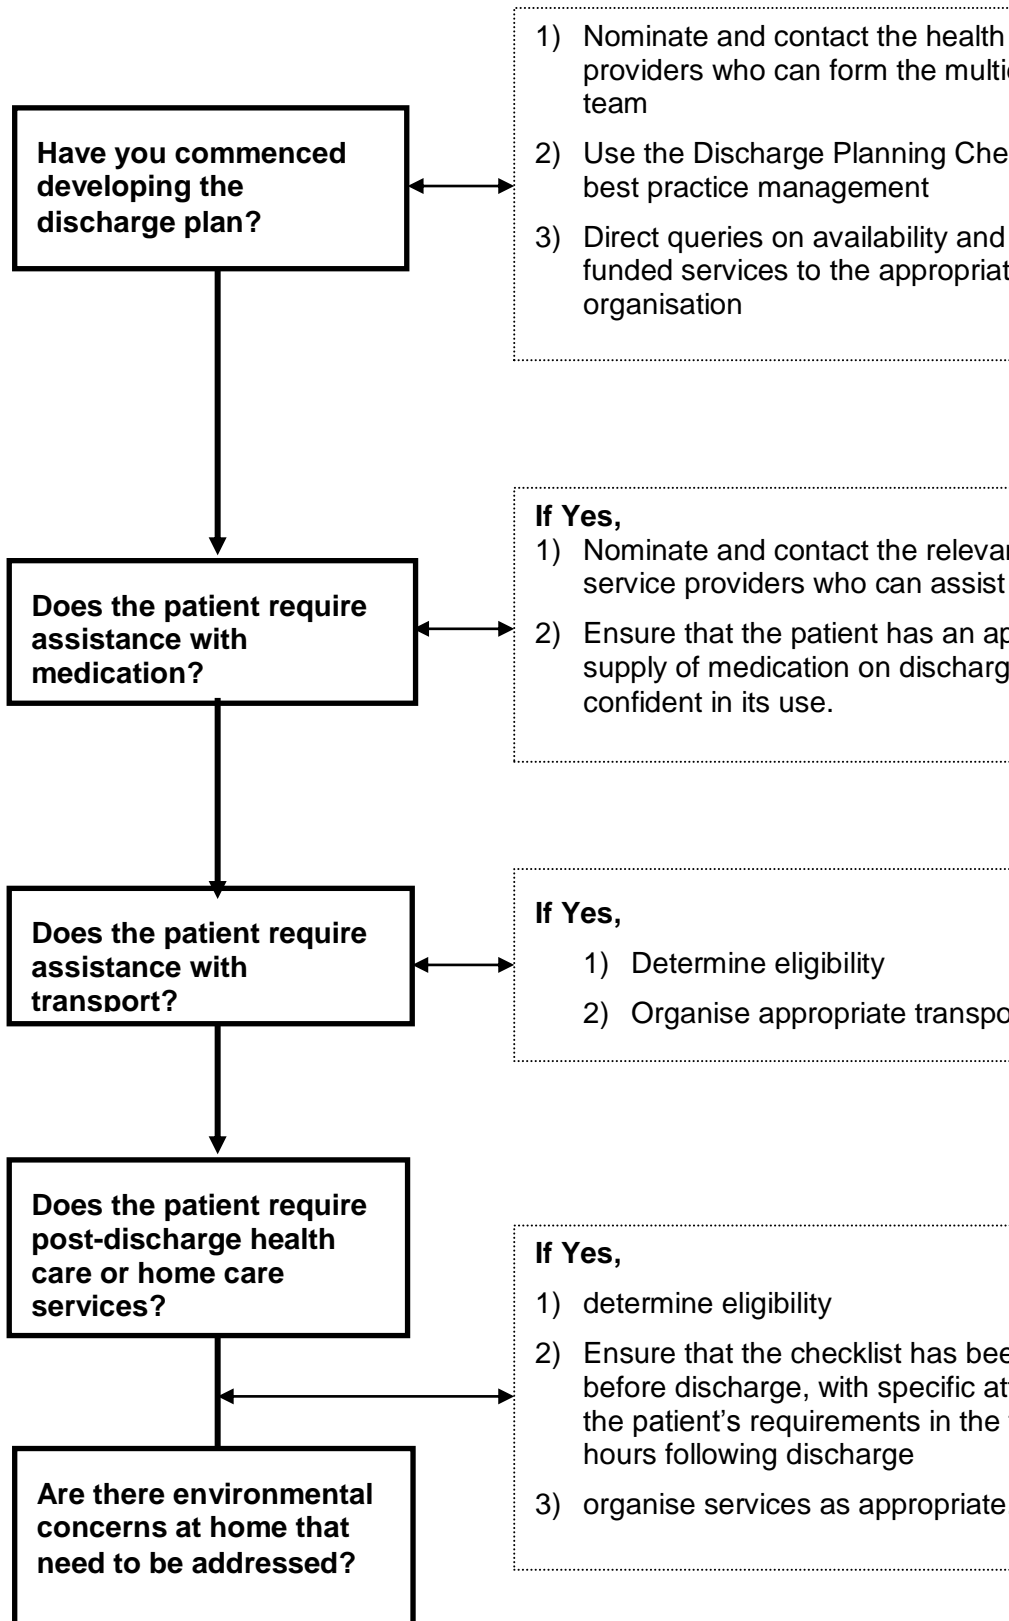 Have you commenced
developing the
discharge plan?
1) Nominate and contact the health
providers who can form the multi
team
2) Use the Discharge Planning Che
best practice management
3) Direct queries on availability and
funded services to the appropriat
organisation
Does the patient require
assistance with
medication?
If Yes,
1) Nominate and contact the releva
service providers who can assist
2) Ensure that the patient has an ap
supply of medication on discharg
confident in its use.
Does the patient require
assistance with
transport?
If Yes,
1) Determine eligibility
2) Organise appropriate transpo
Does the patient require
post-discharge health
care or home care
services?
If Yes,
1) determine eligibility
2) Ensure that the checklist has bee
before discharge, with specific at
the patient’s requirements in the
hours following discharge
3) organise services as appropriate
Are there environmental
concerns at home that
need to be addressed?